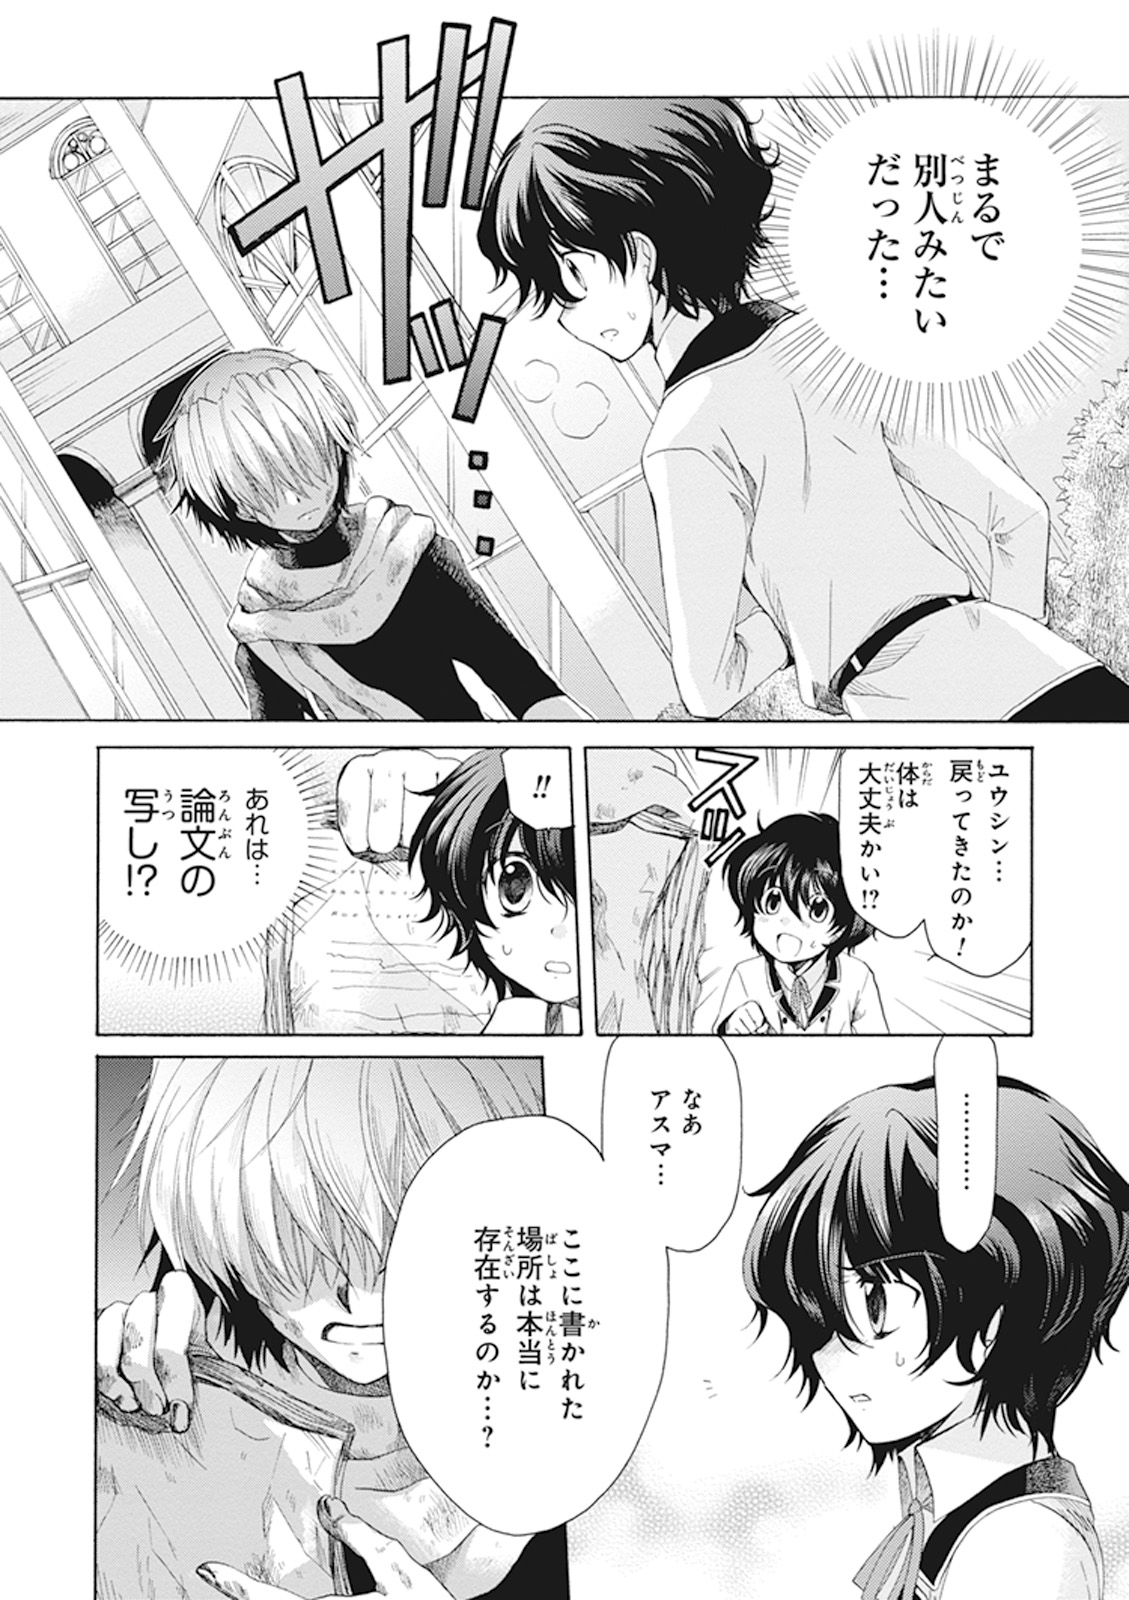 まるで
別人みたい
だった…
ザッ…
ユウシン…
戻ってきたのか！
体は
大丈夫かい!?
スッ
!!
あれは…
論文の
写し!?
…………
なあ
アスマ…
ここに書かれた
場所は本当に
存在するのか…？